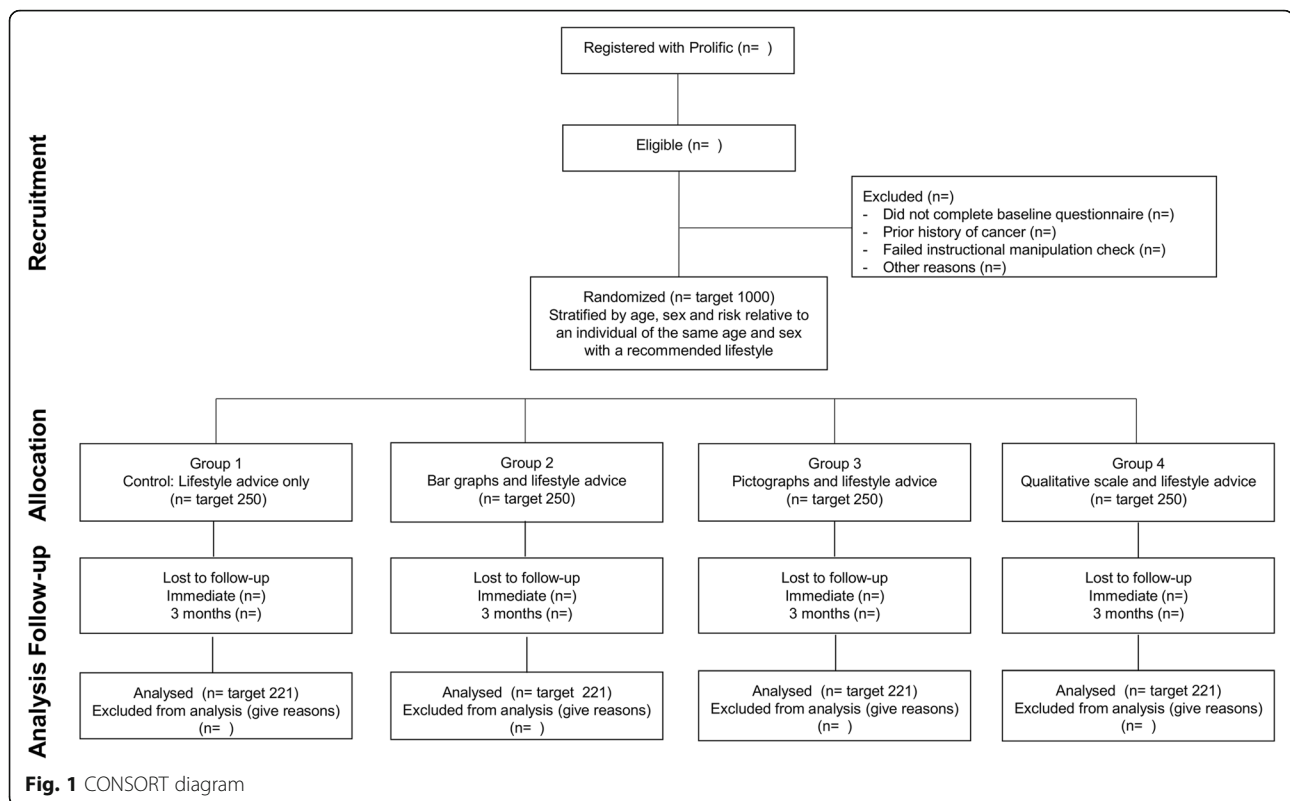 Recruitment
Registered with Prolific (n=  )
Eligible (n=  )
Excluded (n=)
- Did not complete baseline questionnaire (n=)
- Prior history of cancer (n=)
- Failed instructional manipulation check (n=)
- Other reasons (n=)
Randomized (n= target 1000)
Stratified by age, sex and risk relative to
an individual of the same age and sex
with a recommended lifestyle
Allocation
Group 1
Control: Lifestyle advice only
(n= target 250)
Group 2
Bar graphs and lifestyle advice
(n= target 250)
Group 3
Pictographs and lifestyle advice
(n= target 250)
Group 4
Qualitative scale and lifestyle advice
(n= target 250)
Follow-up
Lost to follow-up
Immediate (n=)
3 months (n=)
Lost to follow-up
Immediate (n=)
3 months (n=)
Lost to follow-up
Immediate (n=)
3 months (n=)
Lost to follow-up
Immediate (n=)
3 months (n=)
Analysis
Analysed (n= target 221)
Excluded from analysis (give reasons)
(n=  )
Analysed (n= target 221)
Excluded from analysis (give reasons)
(n=  )
Analysed (n= target 221)
Excluded from analysis (give reasons)
(n=  )
Analysed (n= target 221)
Excluded from analysis (give reasons)
(n=  )
Fig. 1 CONSORT diagram